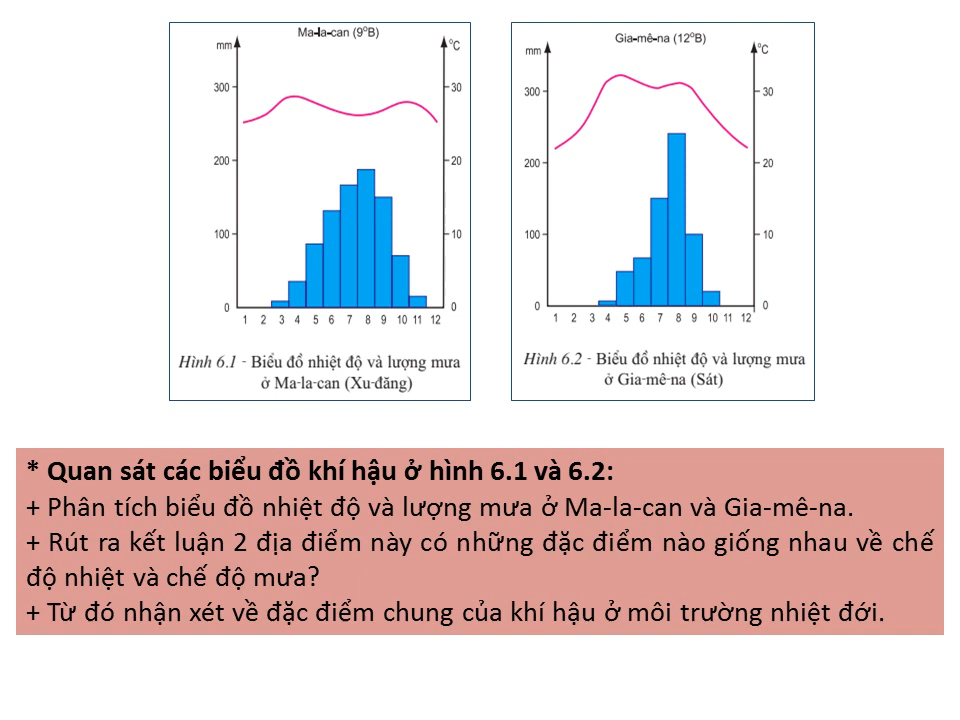 Ma-la-can (9⁰B)
mm
⁰C
300
30
200
20
100
10
0
0
1 2 3 4 5 6 7 8 9 10 11 12
Hình 6.1 - Biểu đồ nhiệt độ và lượng mưa
ở Ma-la-can (Xu-đăng)
Gia-mê-na (12⁰B)
mm
⁰C
300
30
200
20
100
10
0
0
1 2 3 4 5 6 7 8 9 10 11 12
Hình 6.2 - Biểu đồ nhiệt độ và lượng mưa
ở Gia-mê-na (Sát)
* Quan sát các biểu đồ khí hậu ở hình 6.1 và 6.2:
+ Phân tích biểu đồ nhiệt độ và lượng mưa ở Ma-la-can và Gia-mê-na.
+ Rút ra kết luận 2 địa điểm này có những đặc điểm nào giống nhau về chế
độ nhiệt và chế độ mưa?
+ Từ đó nhận xét về đặc điểm chung của khí hậu ở môi trường nhiệt đới.